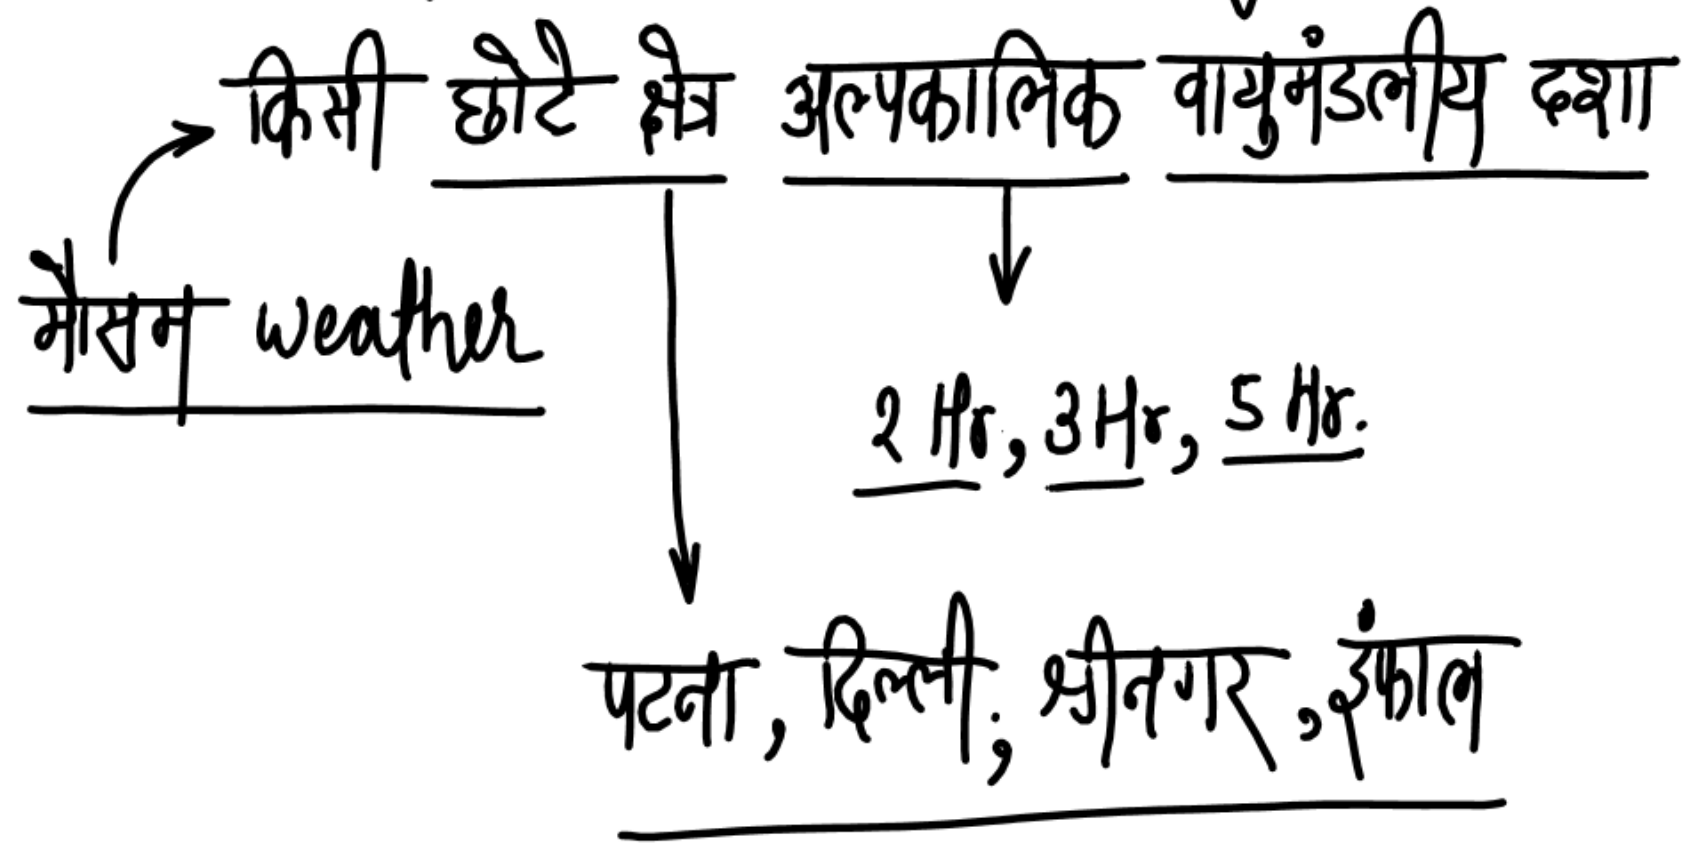 किसी छोटे क्षेत्र अल्पकालिक वायुमंडलीय दशा
मौसम weather
2 Hr, 3 Hr, 5 Hr.
पटना, दिल्ली, श्रीनगर, इंफाल